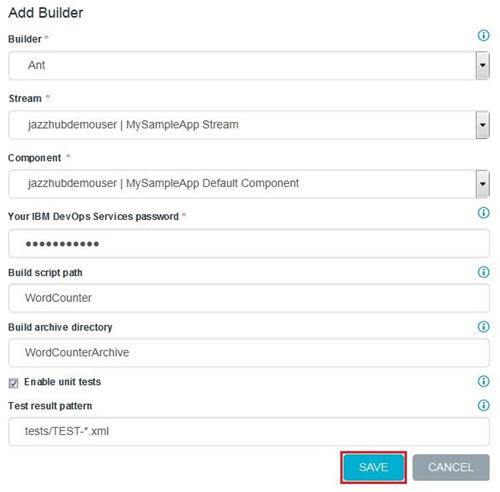 Add Builder
Builder *
Ant
Stream *
jazzhubdemouser | MySampleApp Stream
Component *
jazzhubdemouser | MySampleApp Default Component
Your IBM DevOps Services password *
•••••••••••
Build script path
WordCounter
Build archive directory
WordCounterArchive
Enable unit tests
Test result pattern
tests/TEST-*.xml
SAVE CANCEL